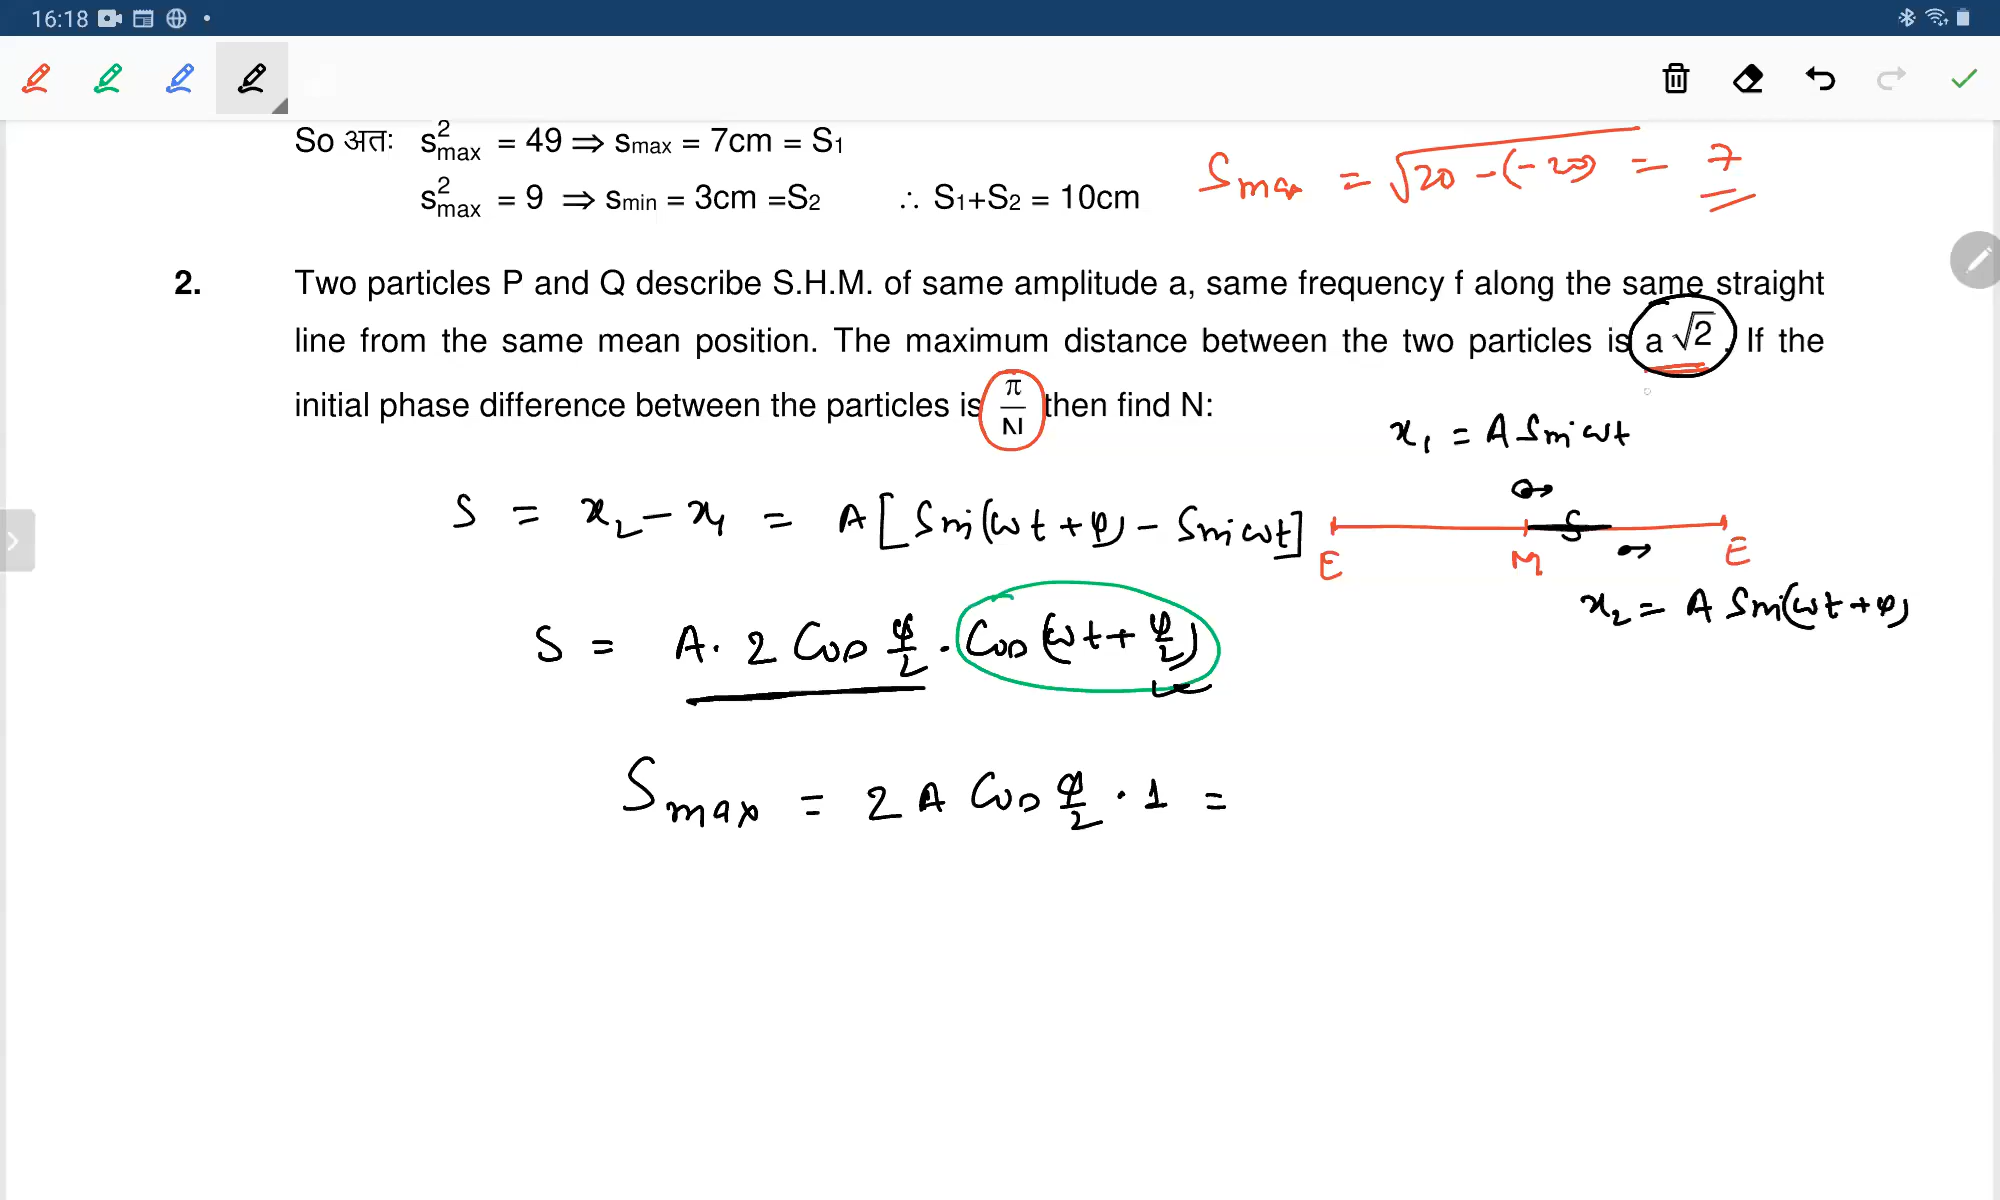 16:18
So अतः s²max = 49 ⇒ smax = 7cm = S1
Smax = √20 - (-20) = 7
s²max = 9 ⇒ smin = 3cm =S2 ∴ S1+S2 = 10cm
2. Two particles P and Q describe S.H.M. of same amplitude a, same frequency f along the same straight
line from the same mean position. The maximum distance between the two particles is a √2 . If the
initial phase difference between the particles is π/N then find N:
x₁ = A Sin ωt
S = x₂ – x₁ = A [ Sin(ωt + φ) – Sin ωt ]
S
E M E
x₂ = A Sin(ωt + φ)
S = A. 2 Cos φ/2 . Cos (ωt + φ/2)
Smax = 2 A Cos φ/2 . 1 =